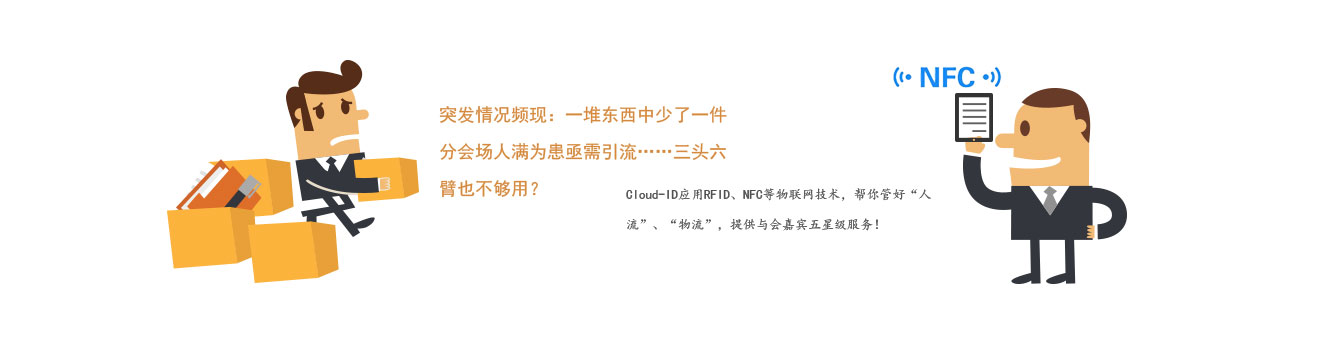 NFC
突发情况频现：一堆东西中少了一件
分会场人满为患亟需引流……三头六
臂也不够用？
Cloud-ID应用RFID、NFC等物联网技术，帮你管好“人
流”、“物流”，提供与会嘉宾五星级服务！